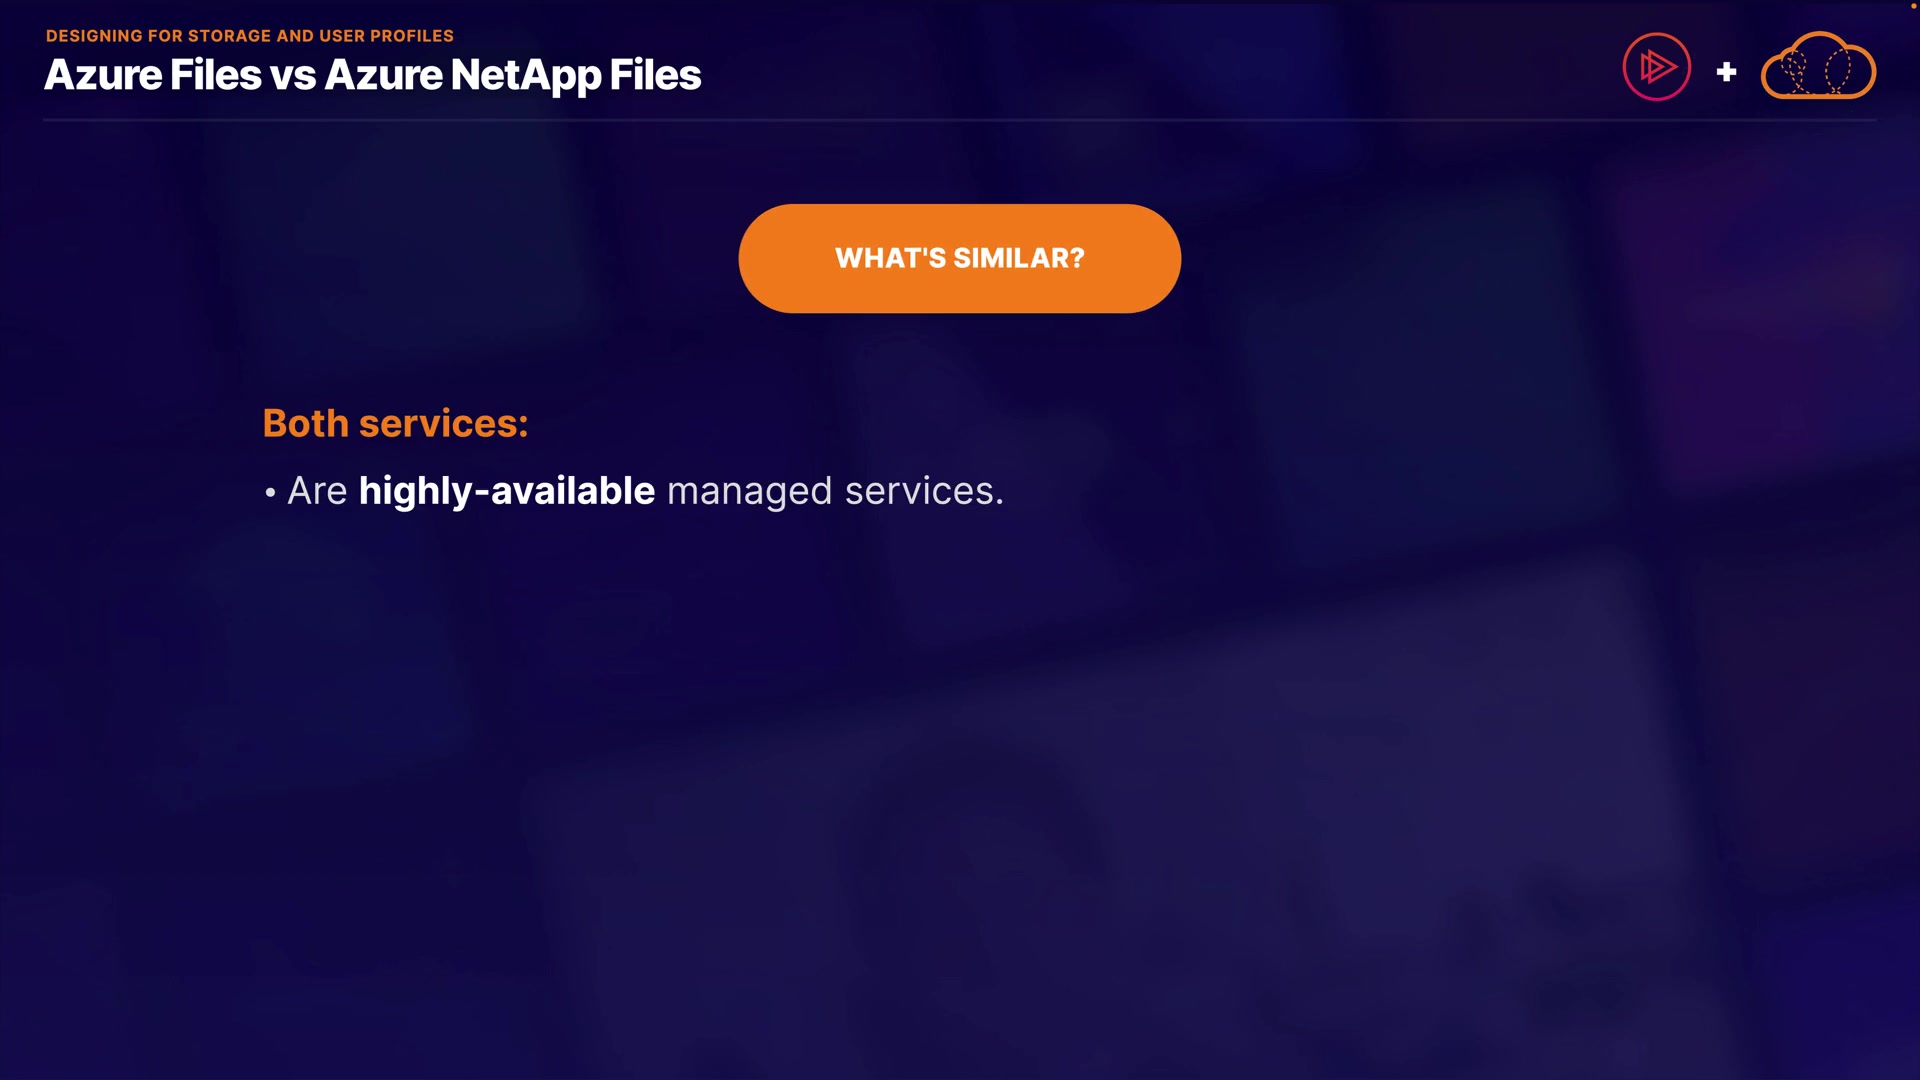 DESIGNING FOR STORAGE AND USER PROFILES
Azure Files vs Azure NetApp Files
WHAT'S SIMILAR?
Both services:
• Are highly-available managed services.